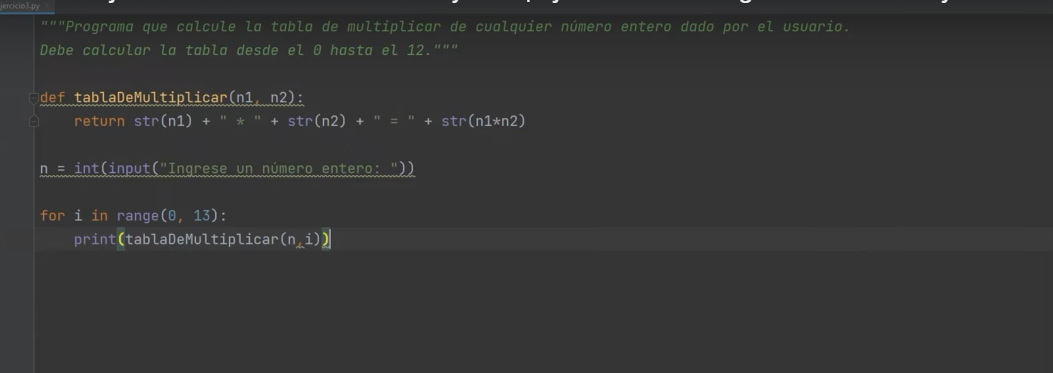 jercicio3.py
"""Programa que calcule la tabla de multiplicar de cualquier número entero dado por el usuario.
Debe calcular la tabla desde el 0 hasta el 12."""
def tablaDeMultiplicar(n1, n2):
    return str(n1) + " * " + str(n2) + " = " + str(n1*n2)
n = int(input("Ingrese un número entero: "))
for i in range(0, 13):
    print(tablaDeMultiplicar(n,i))